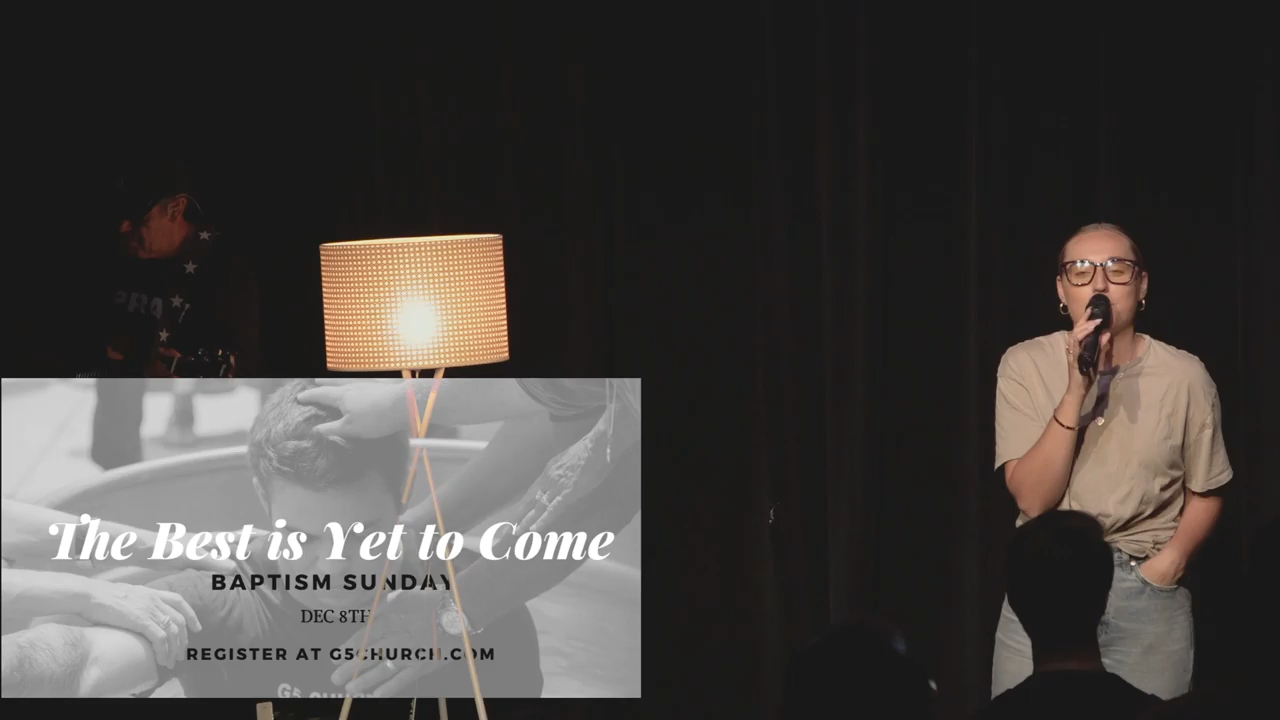 The Best is Yet to Come
BAPTISM SUNDAY
DEC 8TH
REGISTER AT G5CHURCH.COM